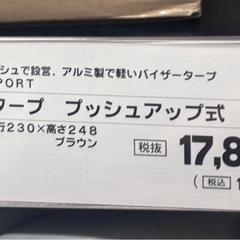 シュで設営、アルミ製で軽いバイザータープ
PORT
タープ プッシュアップ式
行230×高さ248
ブラウン
税抜 17,8
(税込 1